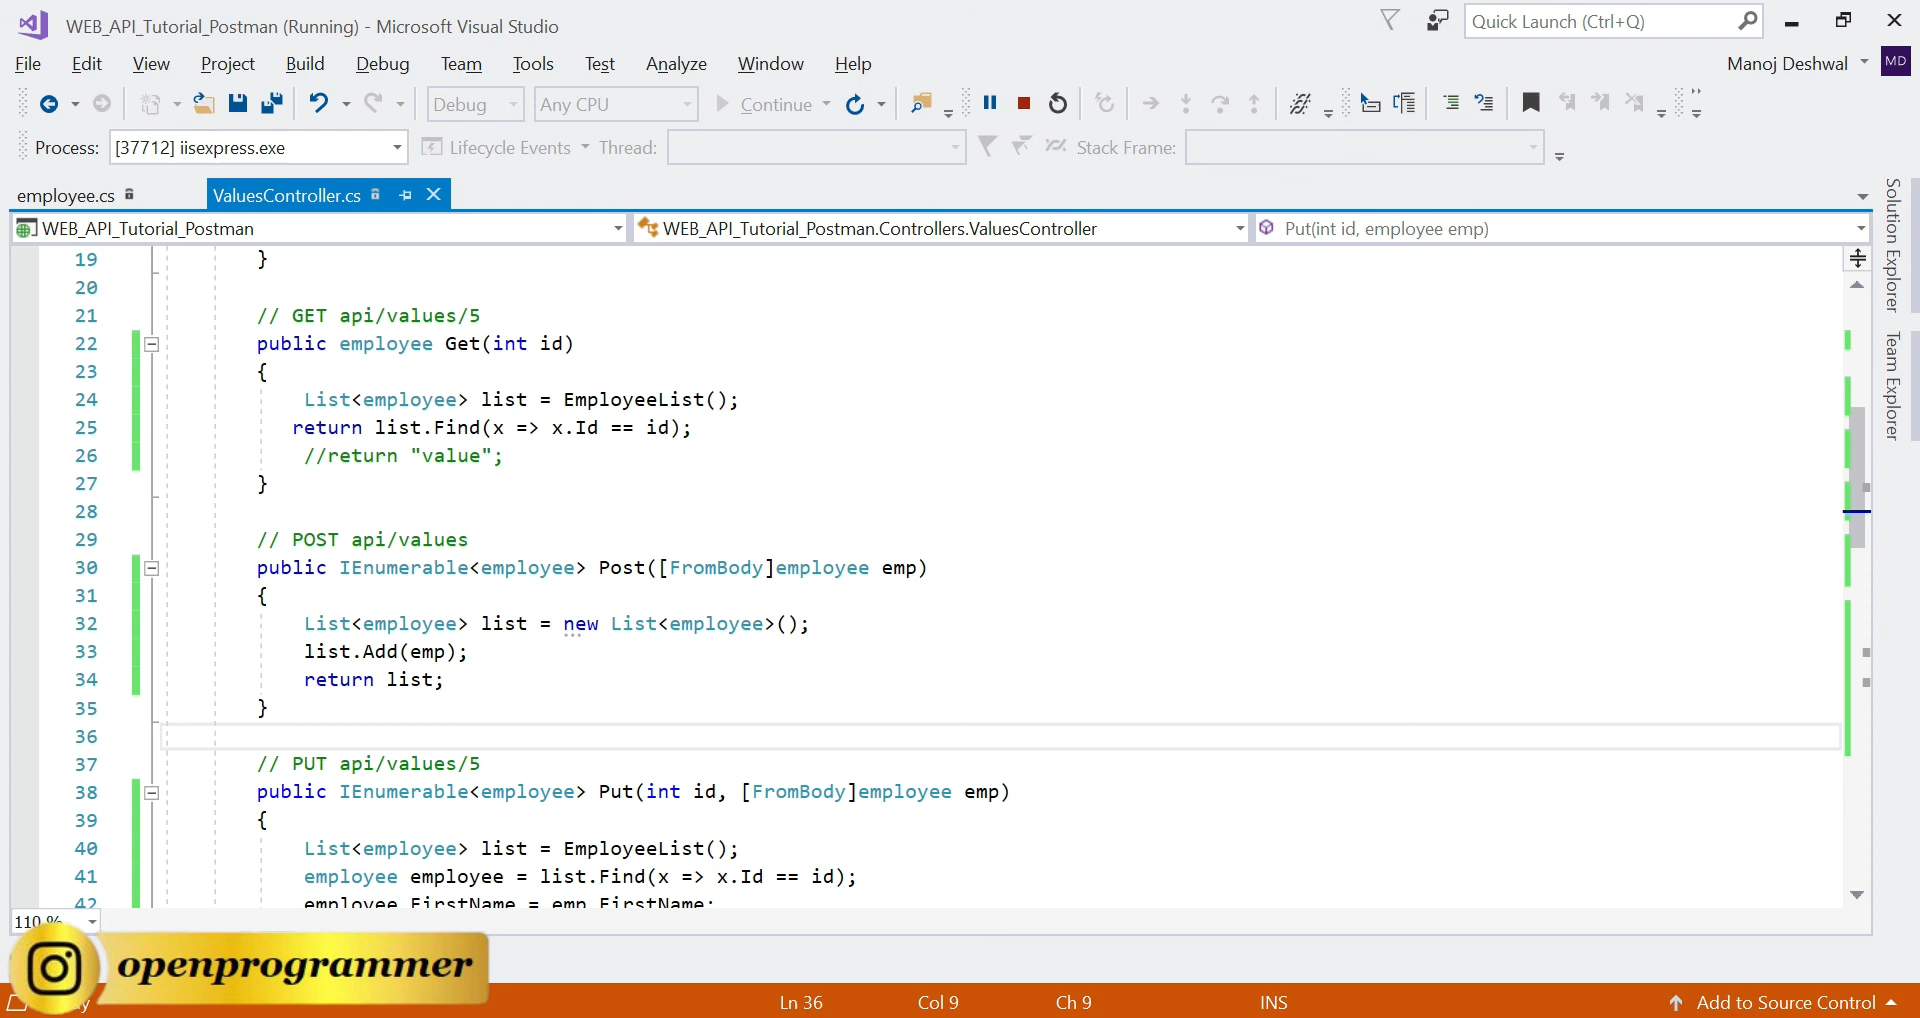 WEB_API_Tutorial_Postman (Running) - Microsoft Visual Studio
Quick Launch (Ctrl+Q)
File Edit View Project Build Debug Team Tools Test Analyze Window Help
Manoj Deshwal MD
Debug Any CPU Continue
Process: [37712] iisexpress.exe Lifecycle Events Thread: Stack Frame:
employee.cs ValuesController.cs
WEB_API_Tutorial_Postman WEB_API_Tutorial_Postman.Controllers.ValuesController Put(int id, employee emp)
Solution Explorer
Team Explorer
19 }
20
21 // GET api/values/5
22 public employee Get(int id)
23 {
24 List<employee> list = EmployeeList();
25 return list.Find(x => x.Id == id);
26 //return "value";
27 }
28
29 // POST api/values
30 public IEnumerable<employee> Post([FromBody]employee emp)
31 {
32 List<employee> list = new List<employee>();
33 list.Add(emp);
34 return list;
35 }
36
37 // PUT api/values/5
38 public IEnumerable<employee> Put(int id, [FromBody]employee emp)
39 {
40 List<employee> list = EmployeeList();
41 employee employee = list.Find(x => x.Id == id);
42 employee.FirstName = emp.FirstName;
110 %
openprogrammer
Ln 36 Col 9 Ch 9 INS Add to Source Control